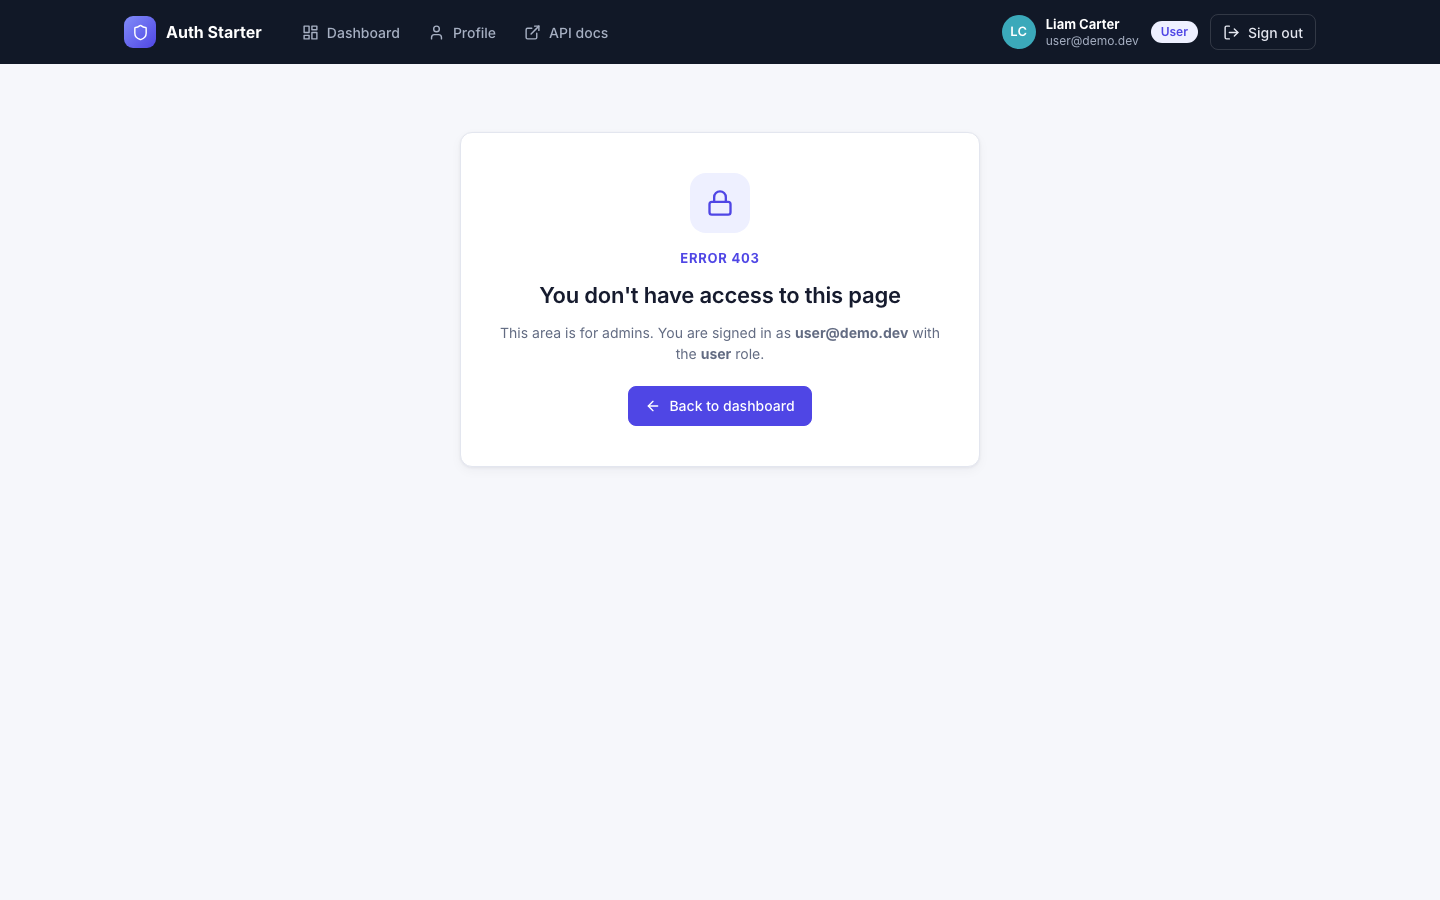 Auth Starter
Dashboard
Profile
API docs
LC
Liam Carter
user@demo.dev
User
Sign out
ERROR 403
You don't have access to this page
This area is for admins. You are signed in as user@demo.dev with
the user role.
Back to dashboard